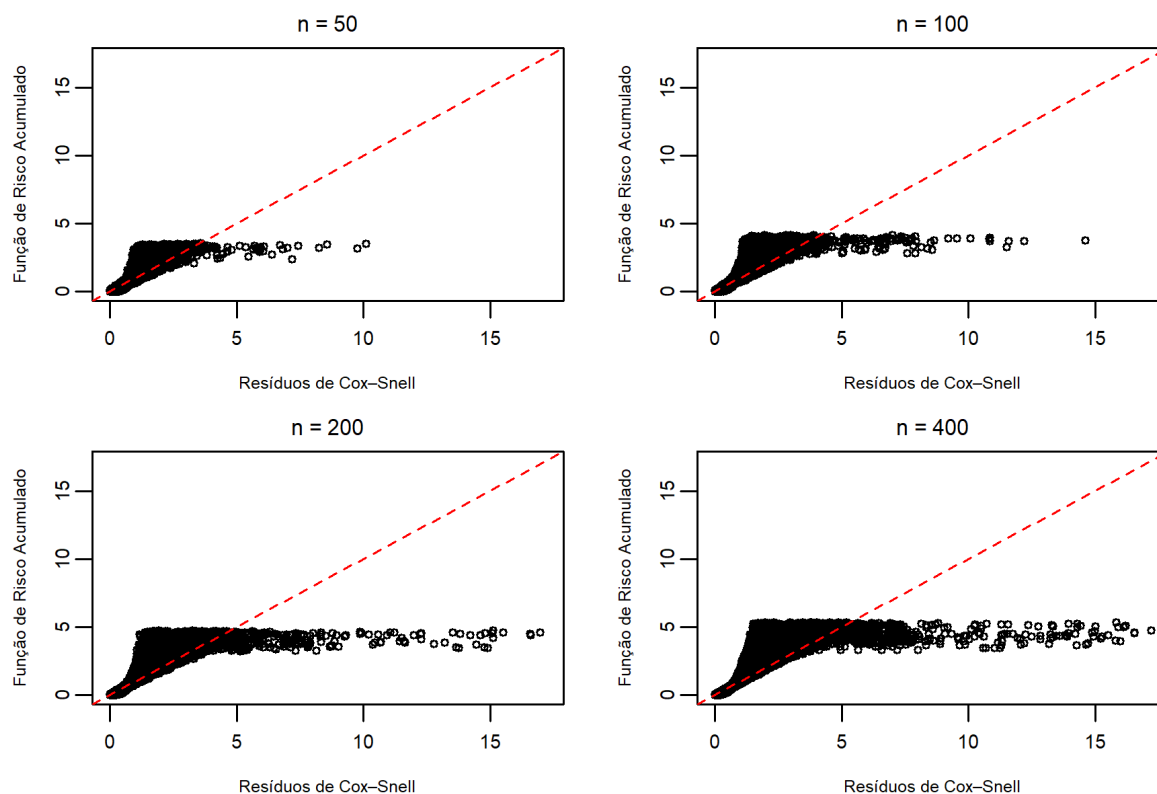 n = 50
Função de Risco Acumulado
15
10
5
0
0 5 10 15
Resíduos de Cox–Snell
n = 100
Função de Risco Acumulado
15
10
5
0
0 5 10 15
Resíduos de Cox–Snell
n = 200
Função de Risco Acumulado
15
10
5
0
0 5 10 15
Resíduos de Cox–Snell
n = 400
Função de Risco Acumulado
15
10
5
0
0 5 10 15
Resíduos de Cox–Snell